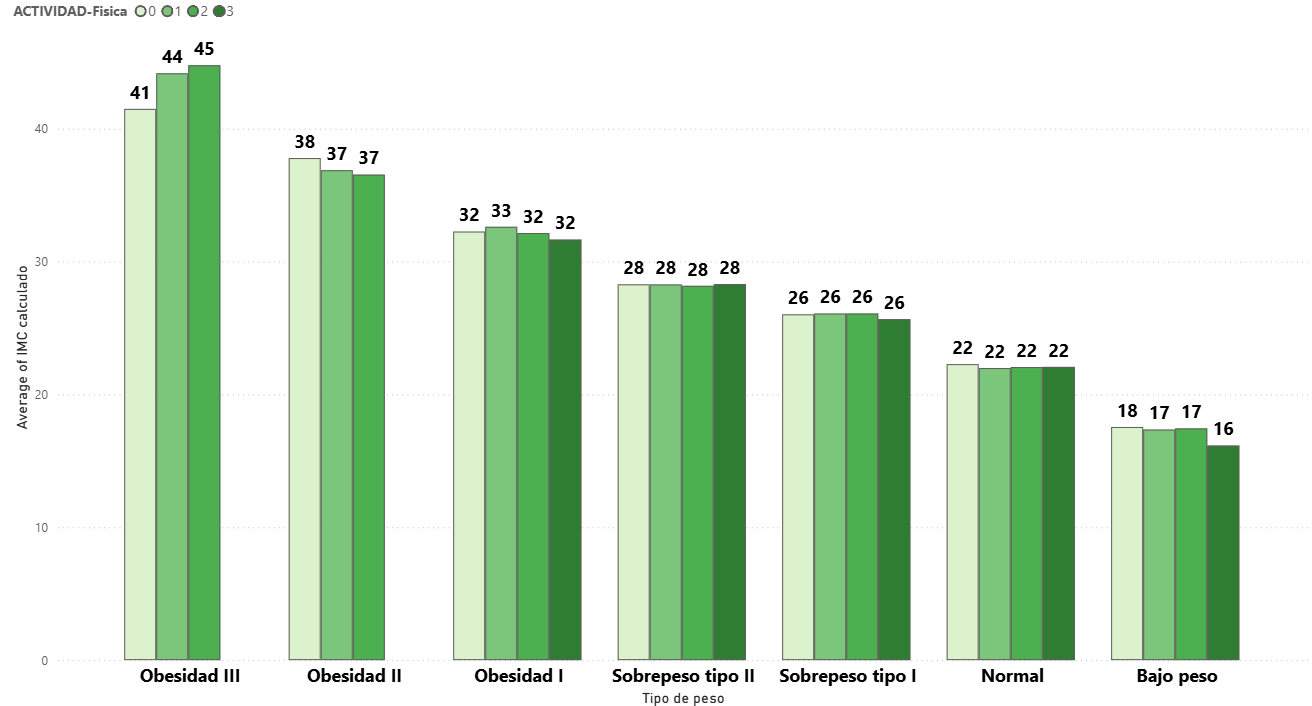 ACTIVIDAD-Fisica 0 1 2 3
41 44 45
38 37 37
32 33 32 32
28 28 28 28
26 26 26 26
22 22 22 22
18 17 17 16
40
30
20
10
0
Average of IMC calculado
Obesidad III Obesidad II Obesidad I Sobrepeso tipo II Sobrepeso tipo I Normal Bajo peso
Tipo de peso